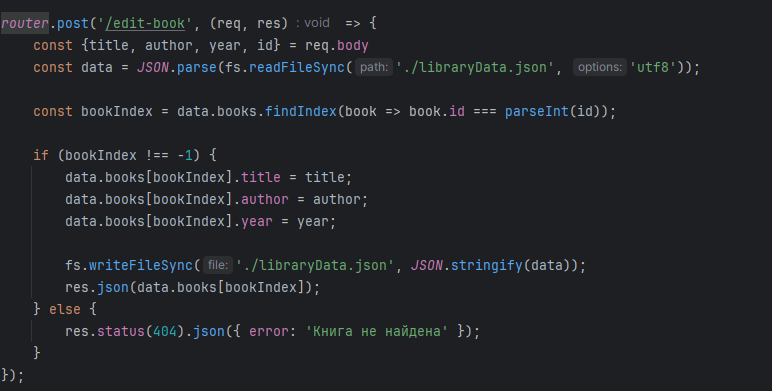 router.post('/edit-book', (req, res) : void  => {
    const {title, author, year, id} = req.body
    const data = JSON.parse(fs.readFileSync( path: './libraryData.json', options: 'utf8'));

    const bookIndex = data.books.findIndex(book => book.id === parseInt(id));

    if (bookIndex !== -1) {
        data.books[bookIndex].title = title;
        data.books[bookIndex].author = author;
        data.books[bookIndex].year = year;

        fs.writeFileSync( file: './libraryData.json', JSON.stringify(data));
        res.json(data.books[bookIndex]);
    } else {
        res.status(404).json({ error: 'Книга не найдена' });
    }
});